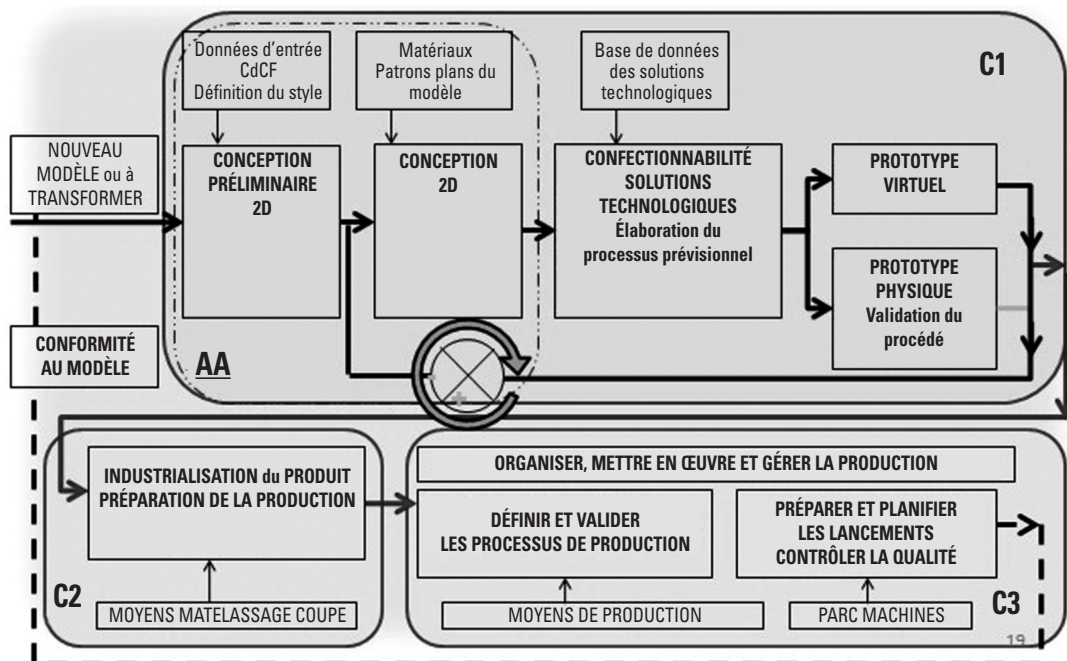 Données d'entrée
CdCF
Définition du style
Matériaux
Patrons plans du
modèle
Base de données
des solutions
technologiques
C1
NOUVEAU
MODÈLE ou à
TRANSFORMER
CONCEPTION
PRÉLIMINAIRE
2D
CONCEPTION
2D
CONFECTIONNABILITÉ
SOLUTIONS
TECHNOLOGIQUES
Élaboration du
processus prévisionnel
PROTOTYPE
VIRTUEL
PROTOTYPE
PHYSIQUE
Validation du
procédé
CONFORMITÉ
AU MODÈLE
AA
-
+
INDUSTRIALISATION du PRODUIT
PRÉPARATION DE LA PRODUCTION
C2
MOYENS MATELASSAGE COUPE
ORGANISER, METTRE EN ŒUVRE ET GÉRER LA PRODUCTION
DÉFINIR ET VALIDER
LES PROCESSUS DE PRODUCTION
PRÉPARER ET PLANIFIER
LES LANCEMENTS
CONTRÔLER LA QUALITÉ
MOYENS DE PRODUCTION
PARC MACHINES
C3
19